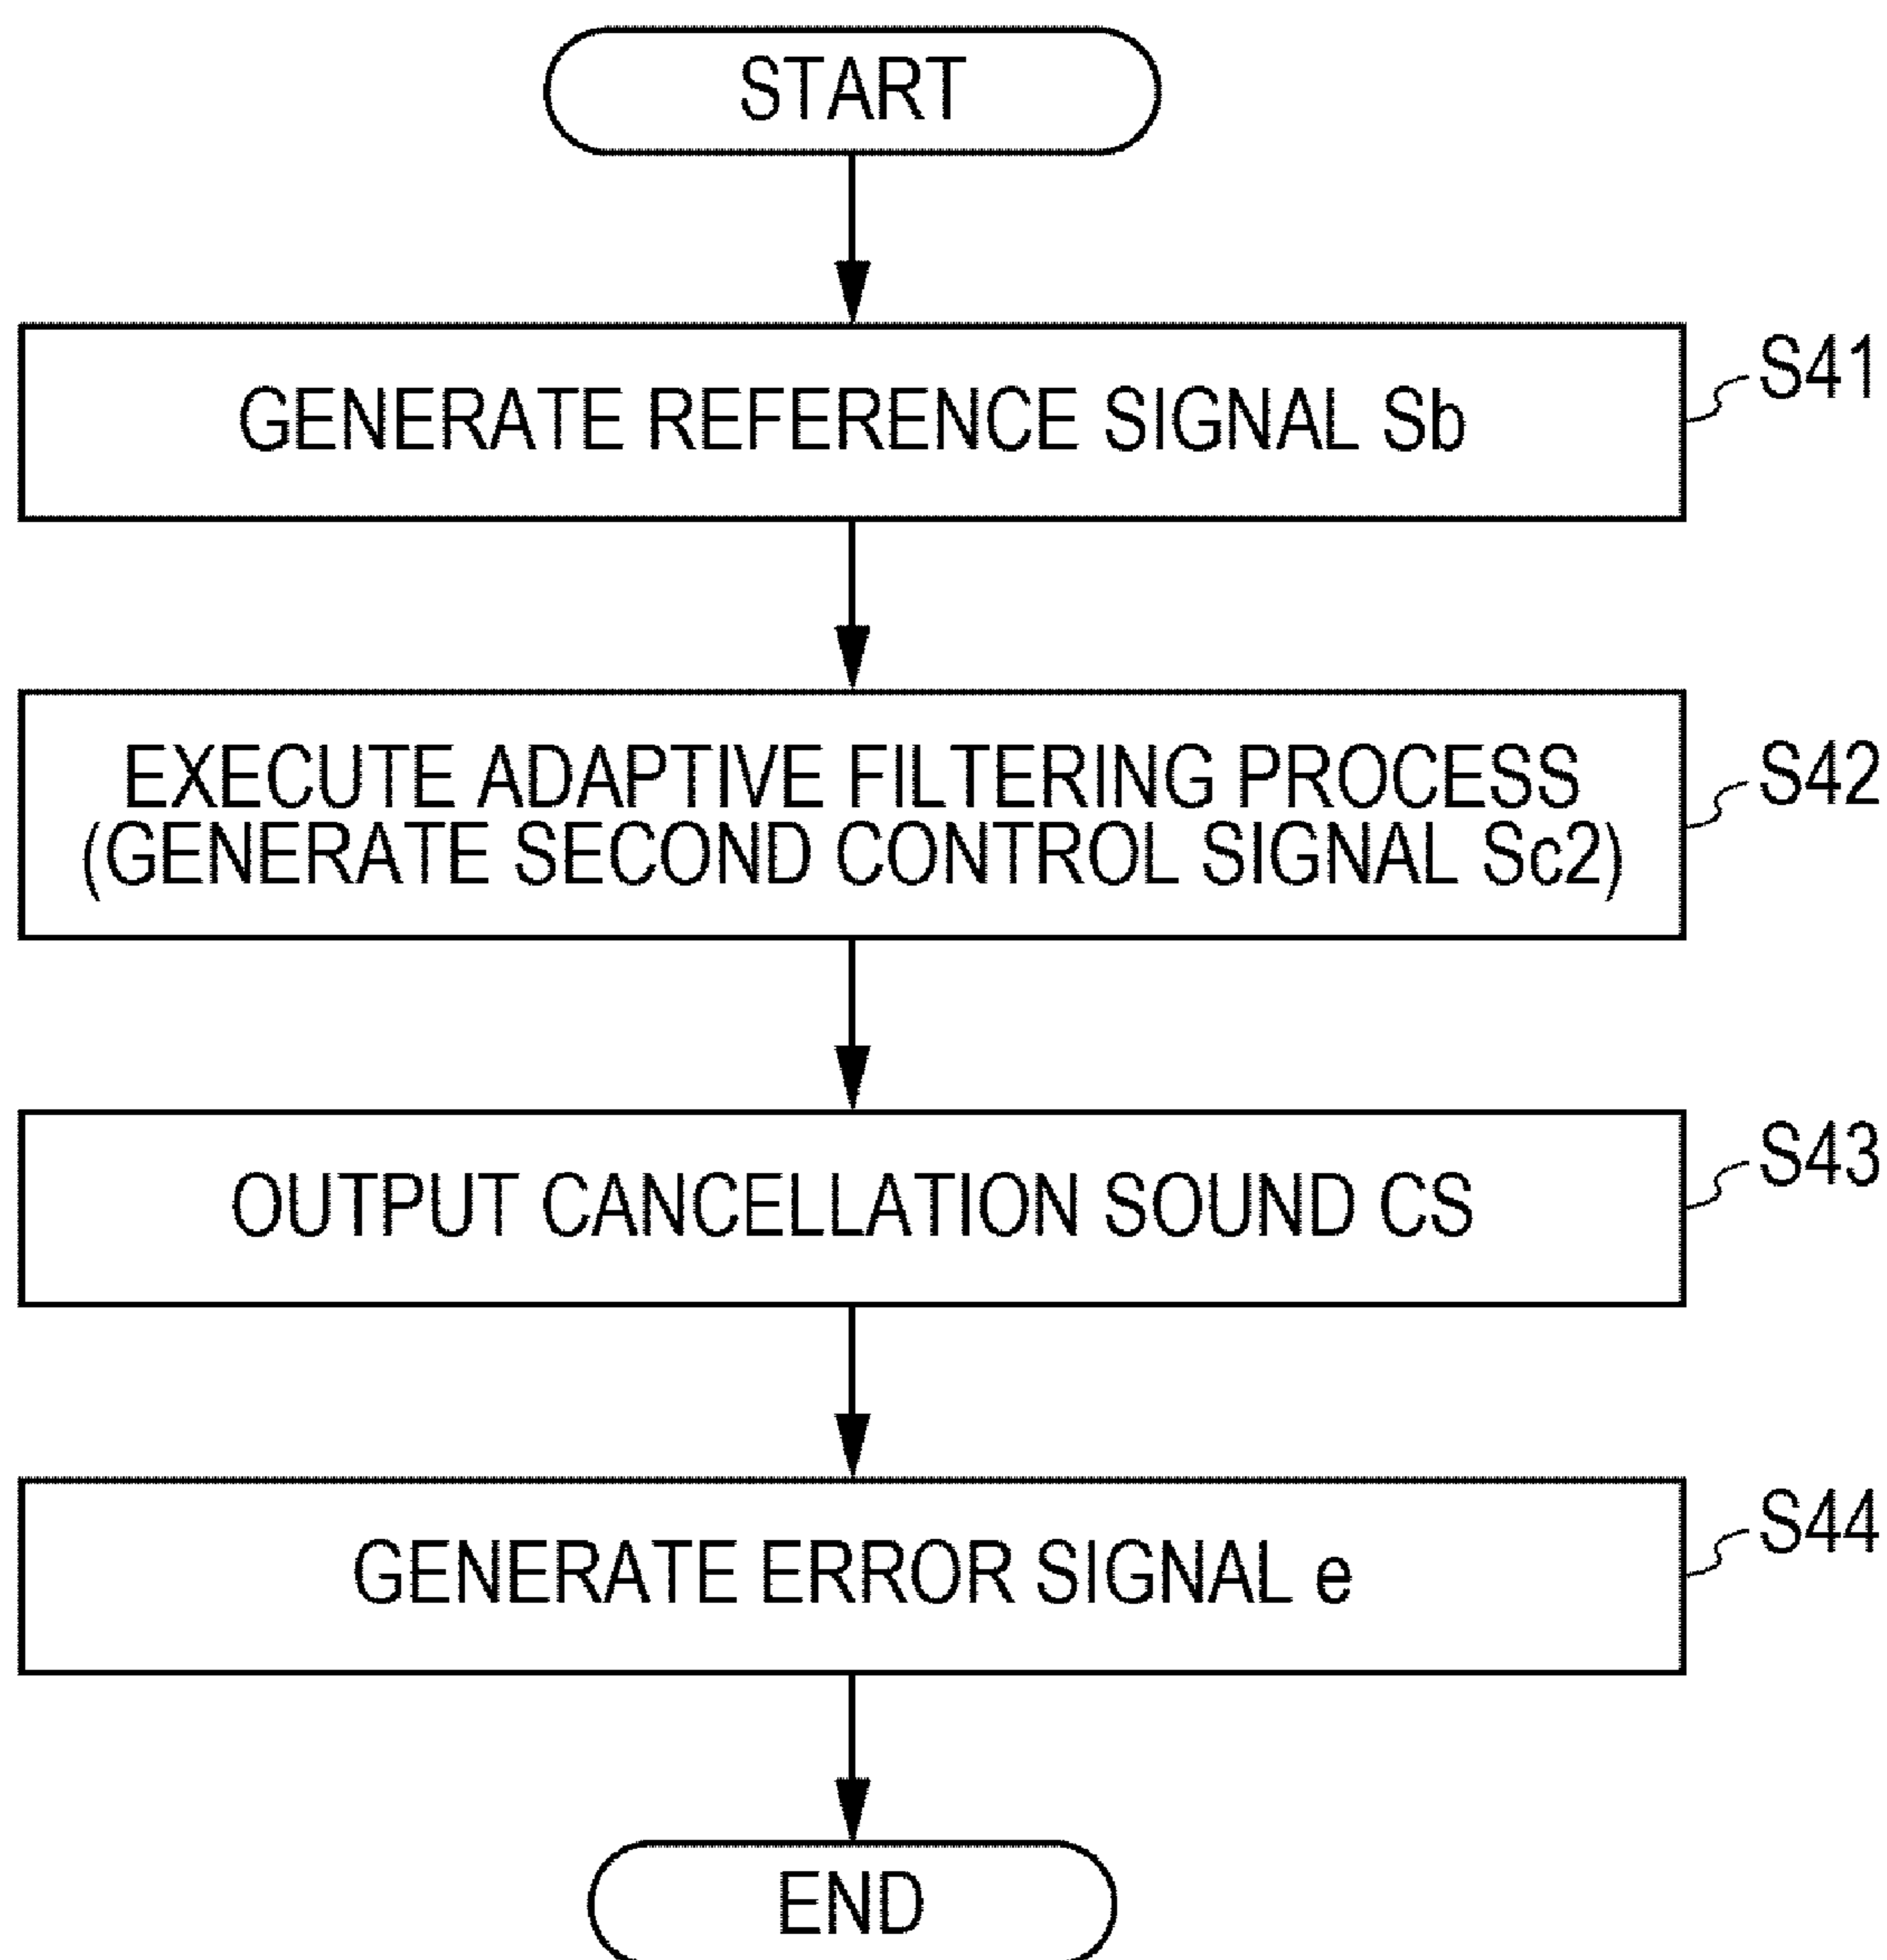 START
GENERATE REFERENCE SIGNAL Sb
S41
EXECUTE ADAPTIVE FILTERING PROCESS
(GENERATE SECOND CONTROL SIGNAL Sc2)
S42
OUTPUT CANCELLATION SOUND CS
S43
GENERATE ERROR SIGNAL e
S44
END